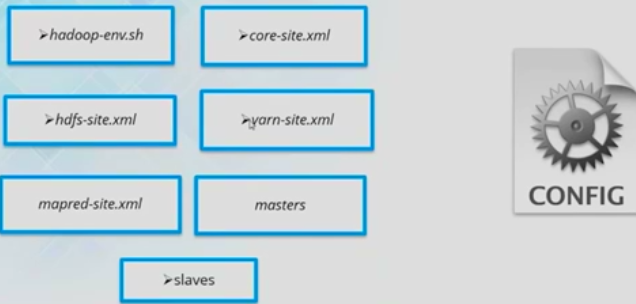 ➢hadoop-env.sh
➢core-site.xml
➢hdfs-site.xml
➢yarn-site.xml
mapred-site.xml
masters
➢slaves
CONFIG